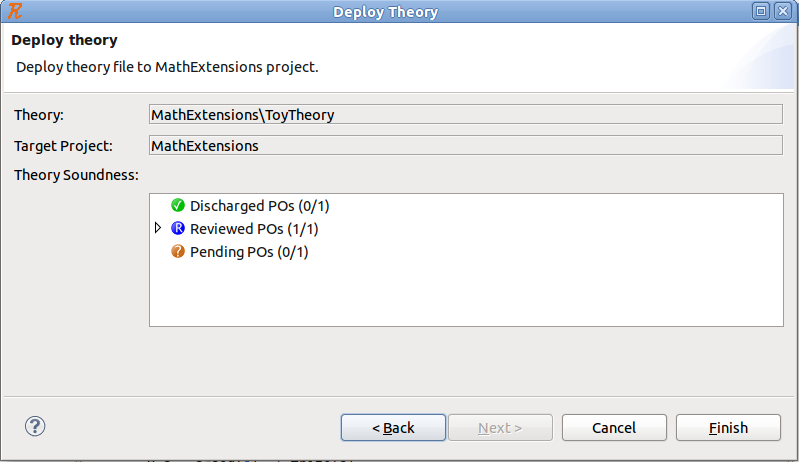 Deploy Theory
Deploy theory
Deploy theory file to MathExtensions project.
Theory: MathExtensions\ToyTheory
Target Project: MathExtensions
Theory Soundness:
Discharged POs (0/1)
R Reviewed POs (1/1)
? Pending POs (0/1)
? < Back Next > Cancel Finish